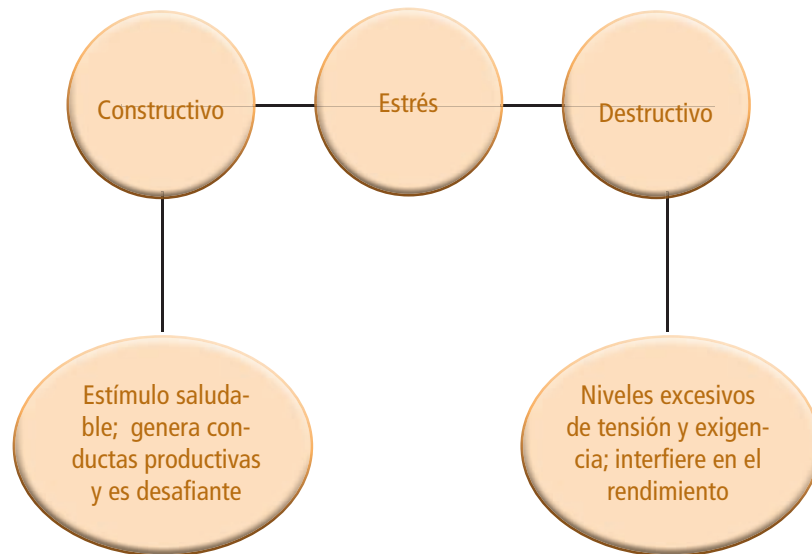 Constructivo
Estrés
Destructivo
Estímulo saluda-
ble; genera con-
ductas productivas
y es desafiante
Niveles excesivos
de tensión y exigen-
cia; interfiere en el
rendimiento